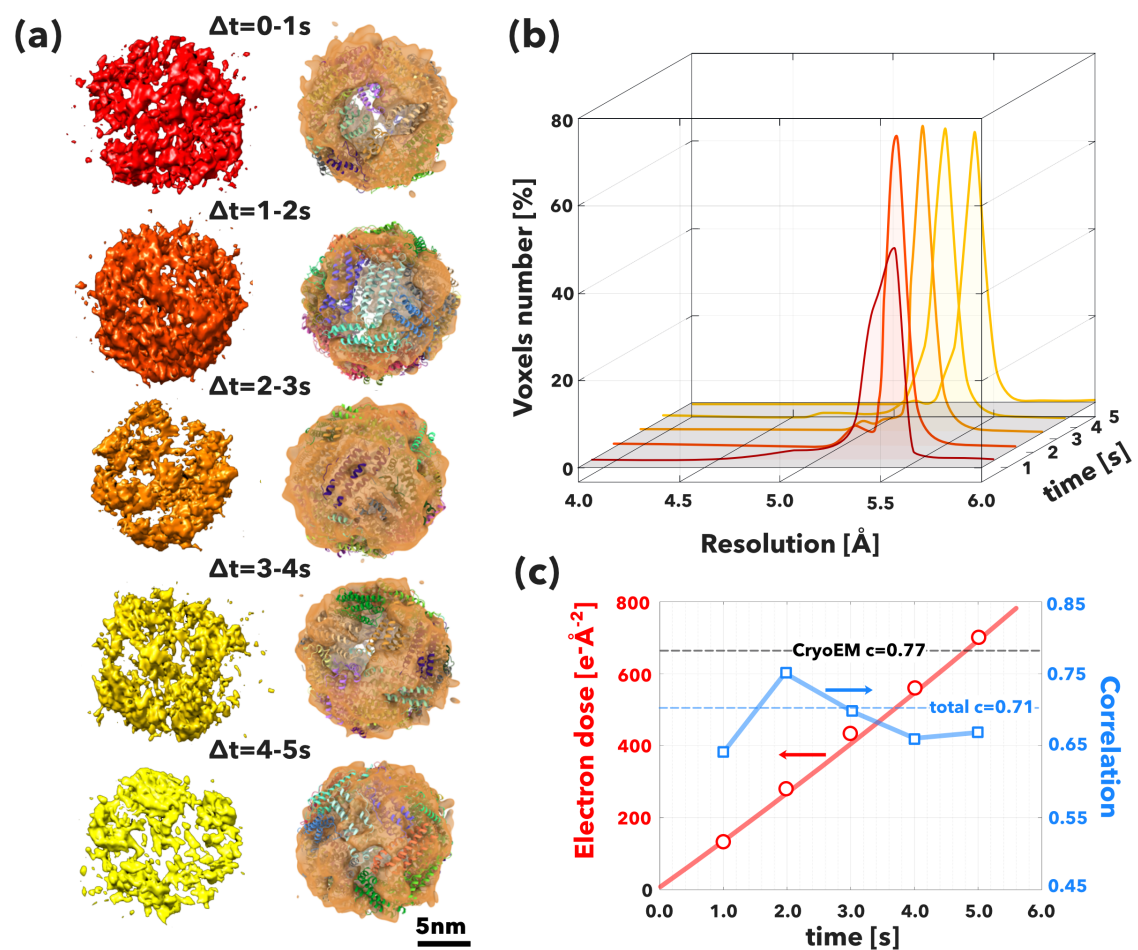 (a)
Δt=0-1s
Δt=1-2s
Δt=2-3s
Δt=3-4s
Δt=4-5s
5nm
(b)
Voxels number [%]
80
60
40
20
0
4.0 4.5 5.0 5.5 6.0
Resolution [Å]
1 2 3 4 5
time [s]
(c)
Electron dose [e-Å-2]
800
600
400
200
0
0.0 1.0 2.0 3.0 4.0 5.0 6.0
time [s]
CryoEM c=0.77
total c=0.71
0.85
0.75
0.65
0.55
0.45
Correlation